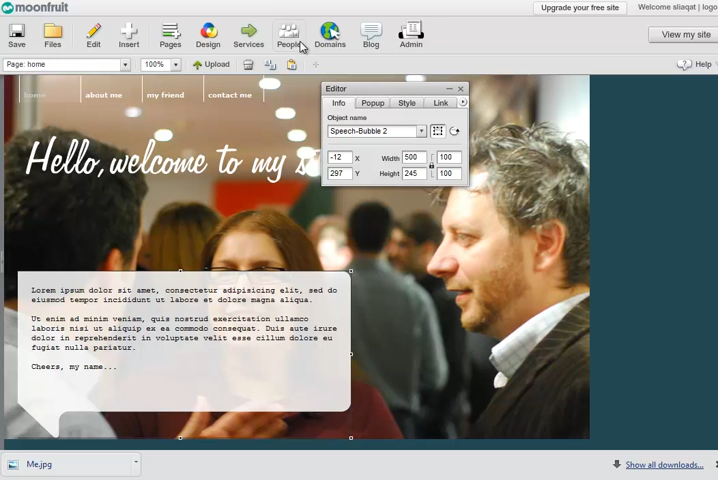 moonfruit
Upgrade your free site
Welcome sliaqat | logo
Save
Files
Edit
Insert
Pages
Design
Services
People
Domains
Blog
Admin
View my site
Page: home
100%
Upload
Help
home
about me
my friend
contact me
Editor
Info
Popup
Style
Link
Object name
Speech-Bubble 2
-12 X Width 500 100
297 Y Height 245 100
Hello, welcome to my si
Lorem ipsum dolor sit amet, consectetur adipisicing elit, sed do
eiusmod tempor incididunt ut labore et dolore magna aliqua.
Ut enim ad minim veniam, quis nostrud exercitation ullamco
laboris nisi ut aliquip ex ea commodo consequat. Duis aute irure
dolor in reprehenderit in voluptate velit esse cillum dolore eu
fugiat nulla pariatur.
Cheers, my name...
Me.jpg
Show all downloads...